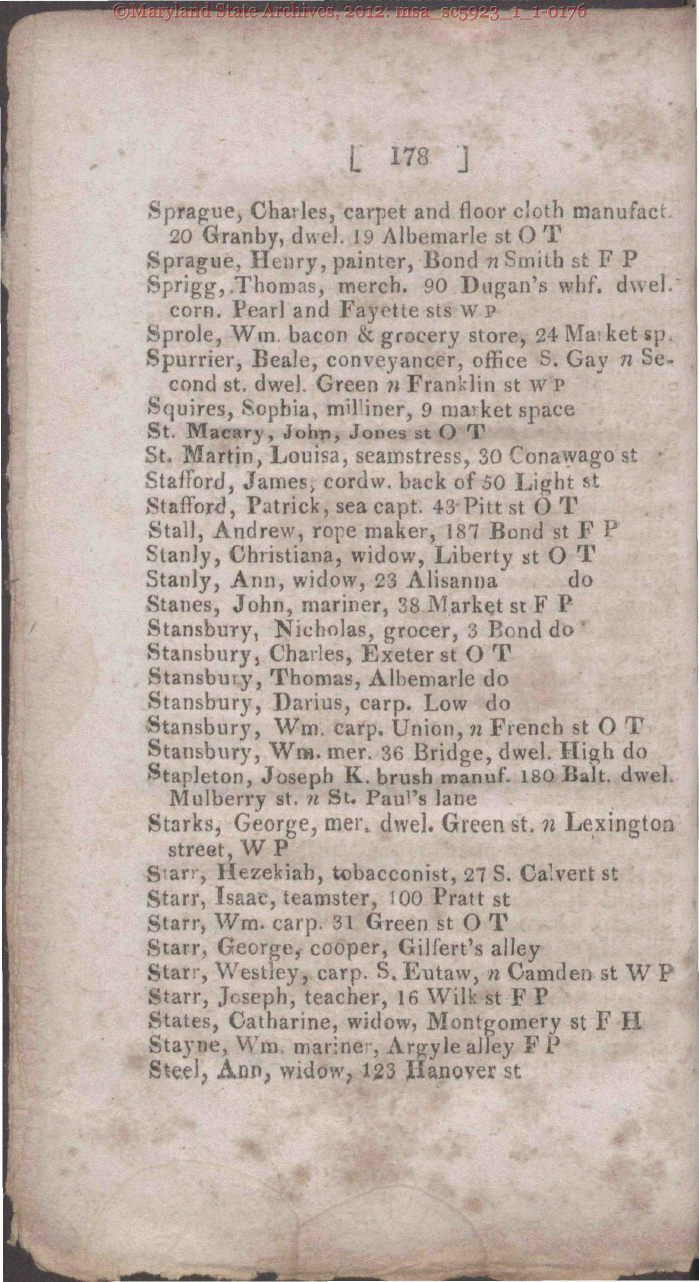 ©Maryland State Archives, 2012: msa_sc5923_1_1-0176
[ 178 ]
Sprague, Charles, carpet and floor cloth manufact.
20 Granby, dwel. 19 Albemarle st O T
Sprague, Henry, painter, Bond n Smith st F P
Sprigg, Thomas, merch. 90 Dugan's whf. dwel.
corn. Pearl and Fayette sts W P
Sprole, Wm. bacon & grocery store, 24 Market sp.
Spurrier, Beale, conveyancer, office S. Gay n Se-
cond st. dwel. Green n Franklin st W P
Squires, Sophia, milliner, 9 market space
St. Macary, John, Jones st O T
St. Martin, Louisa, seamstress, 30 Conawago st
Stafford, James, cordw. back of 50 Light st
Stafford, Patrick, sea capt. 43 Pitt st O T
Stall, Andrew, rope maker, 187 Bond st F P
Stanly, Christiana, widow, Liberty st O T
Stanly, Ann, widow, 23 Alisanna do
Stanes, John, mariner, 38 Market st F P
Stansbury, Nicholas, grocer, 3 Bond do
Stansbury, Charles, Exeter st O T
Stansbury, Thomas, Albemarle do
Stansbury, Darius, carp. Low do
Stansbury, Wm. carp. Union, n French st O T
Stansbury, Wm. mer. 36 Bridge, dwel. High do
Stapleton, Joseph K. brush manuf. 180 Balt. dwel.
Mulberry st. n St. Paul's lane
Starks, George, mer. dwel. Green st. n Lexington
street, W P
Starr, Hezekiah, tobacconist, 27 S. Calvert st
Starr, Isaac, teamster, 100 Pratt st
Starr, Wm. carp. 31 Green st O T
Starr, George, cooper, Gilfert's alley
Starr, Westley, carp. S. Eutaw, n Camden st W P
Starr, Joseph, teacher, 16 Wilk st F P
States, Catharine, widow, Montgomery st F H
Stayne, Wm. mariner, Argyle alley F P
Steel, Ann, widow, 123 Hanover st